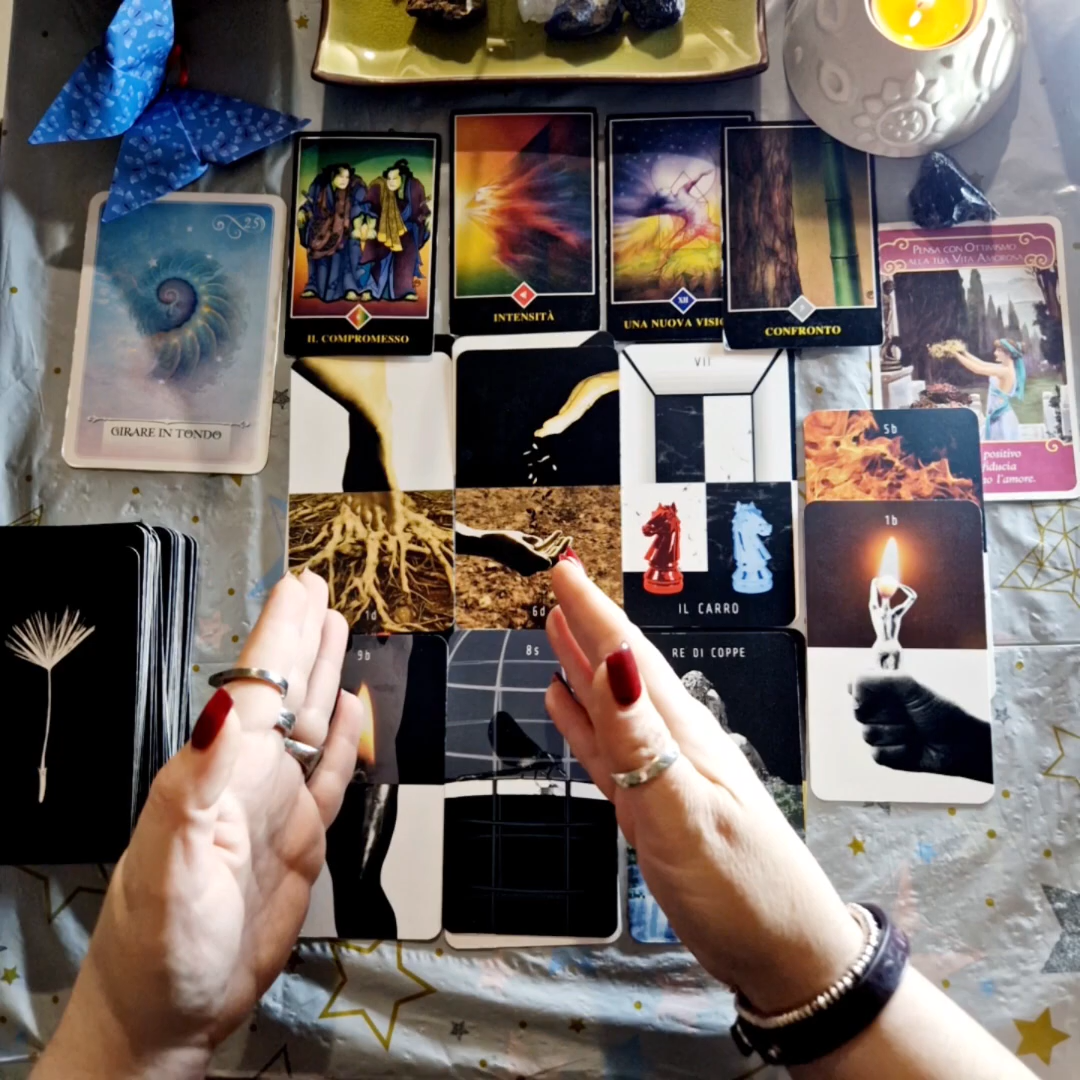 25
GIRARE IN TONDO
IL COMPROMESSO
INTENSITÀ
XII
UNA NUOVA VISIO
CONFRONTO
PENSA CON OTTIMISMO
ALLA TUA VITA AMOROSA
positivo
fiducia
l'amore.
VII
IL CARRO
5b
1b
1d
6d
9b
8s
RE DI COPPE